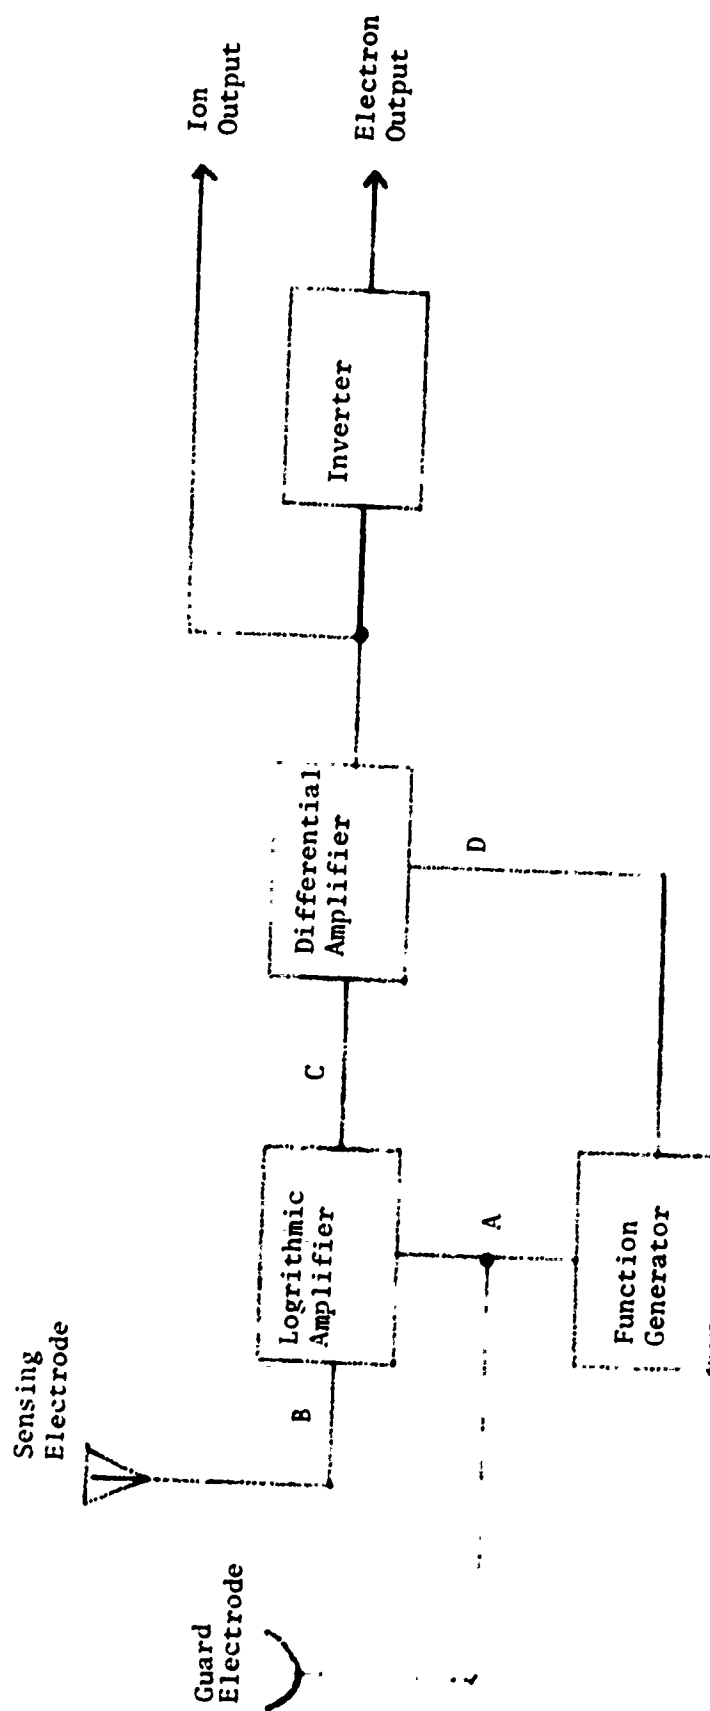 Ion
Output
Electron
Output
Inverter
Differential
Amplifier
D
C
Logrithmic
Amplifier
A
Function
Generator
Sensing
Electrode
B
Guard
Electrode